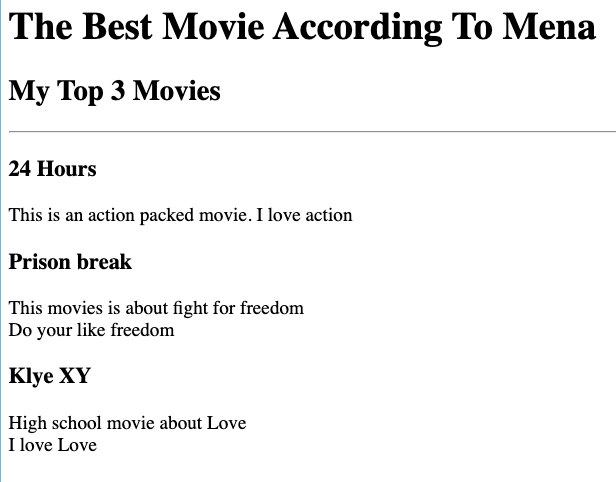 The Best Movie According To Mena
My Top 3 Movies
24 Hours
This is an action packed movie. I love action
Prison break
This movies is about fight for freedom
Do your like freedom
Klye XY
High school movie about Love
I love Love